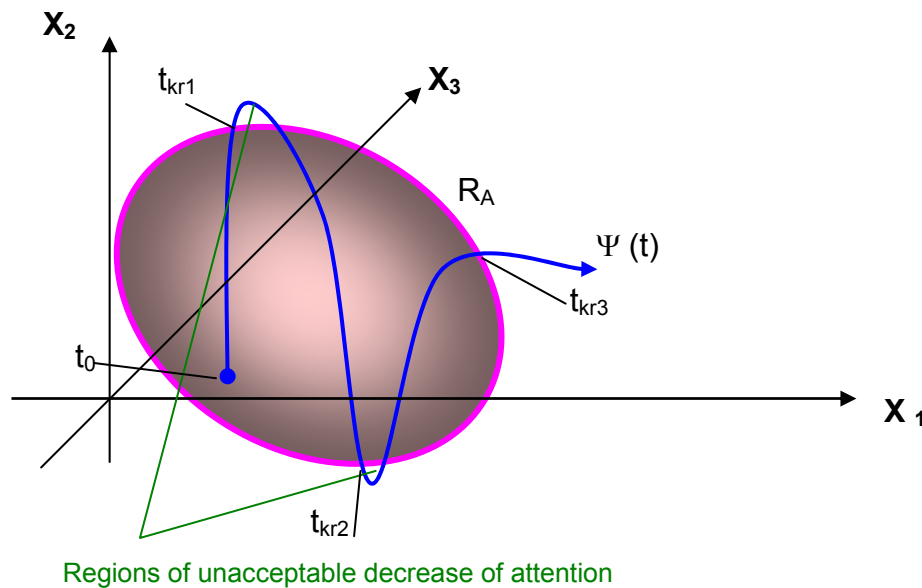 X2
tkr1
X3
RA
Ψ (t)
tkr3
t0
X 1
tkr2
Regions of unacceptable decrease of attention